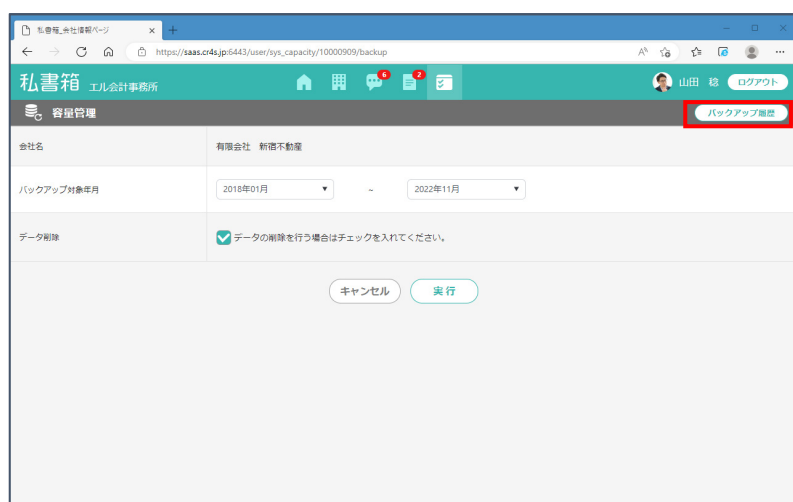 私書箱_会社情報ページ
https://saas.cr4s.jp:6443/user/sys_capacity/10000909/backup
私書箱 エル会計事務所
6
2
山田 稔
ログアウト
容量管理
バックアップ履歴
会社名
有限会社 新宿不動産
バックアップ対象年月
2018年01月 ~ 2022年11月
データ削除
データの削除を行う場合はチェックを入れてください。
キャンセル
実行